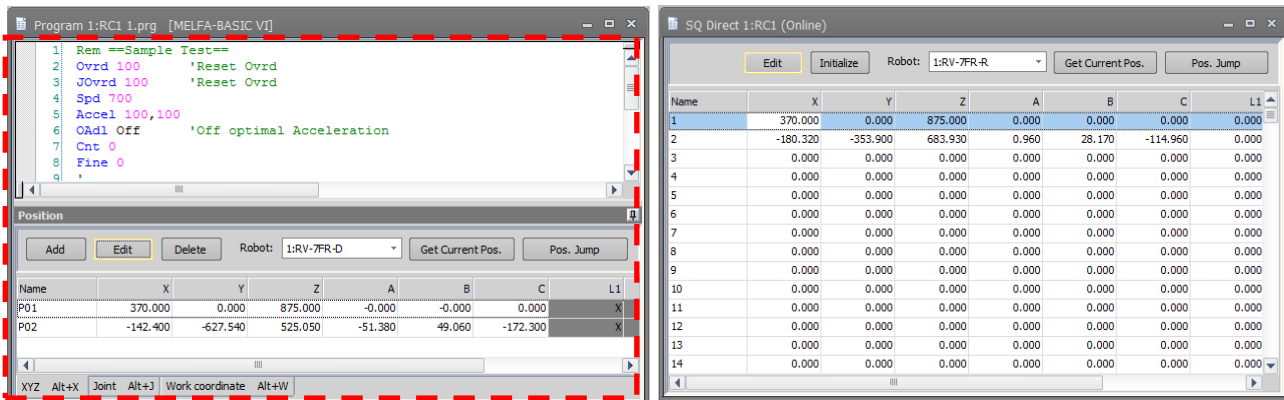 Program 1:RC1 1.prg [MELFA-BASIC VI]
1 Rem ==Sample Test==
2 Ovrd 100 'Reset Ovrd
3 JOvrd 100 'Reset Ovrd
4 Spd 700
5 Accel 100,100
6 OAdl Off 'Off optimal Acceleration
7 Cnt 0
8 Fine 0
9 '
Position
Add Edit Delete Robot: 1:RV-7FR-D Get Current Pos. Pos. Jump
Name X Y Z A B C L1
P01 370.000 0.000 875.000 -0.000 -0.000 0.000 X
P02 -142.400 -627.540 525.050 -51.380 49.060 -172.300 X
XYZ Alt+X Joint Alt+J Work coordinate Alt+W
SQ Direct 1:RC1 (Online)
Edit Initialize Robot: 1:RV-7FR-R Get Current Pos. Pos. Jump
Name X Y Z A B C L1
1 370.000 0.000 875.000 0.000 0.000 0.000 0.000
2 -180.320 -353.900 683.930 0.960 28.170 -114.960 0.000
3 0.000 0.000 0.000 0.000 0.000 0.000 0.000
4 0.000 0.000 0.000 0.000 0.000 0.000 0.000
5 0.000 0.000 0.000 0.000 0.000 0.000 0.000
6 0.000 0.000 0.000 0.000 0.000 0.000 0.000
7 0.000 0.000 0.000 0.000 0.000 0.000 0.000
8 0.000 0.000 0.000 0.000 0.000 0.000 0.000
9 0.000 0.000 0.000 0.000 0.000 0.000 0.000
10 0.000 0.000 0.000 0.000 0.000 0.000 0.000
11 0.000 0.000 0.000 0.000 0.000 0.000 0.000
12 0.000 0.000 0.000 0.000 0.000 0.000 0.000
13 0.000 0.000 0.000 0.000 0.000 0.000 0.000
14 0.000 0.000 0.000 0.000 0.000 0.000 0.000